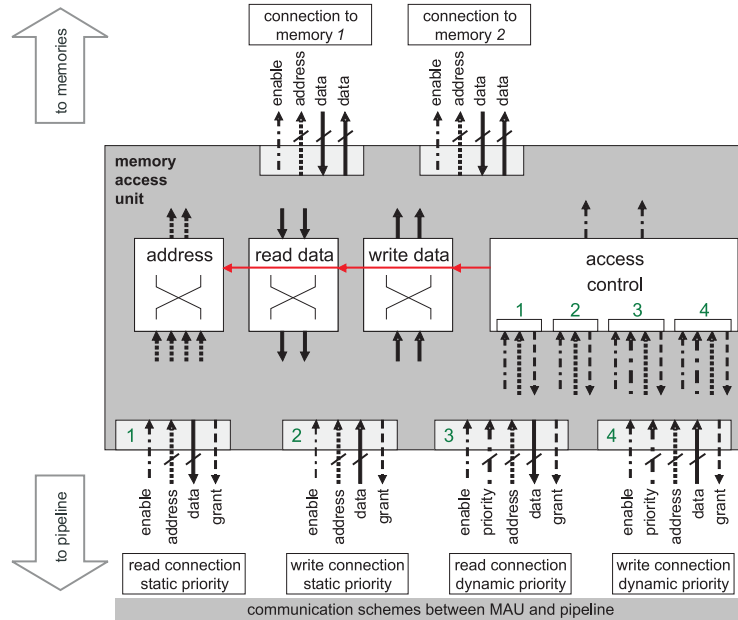 to memories
connection to
memory 1
connection to
memory 2
enable
address
data
data
enable
address
data
data
memory
access
unit
address
read data
write data
access
control
1
2
3
4
1
2
3
4
enable
address
data
grant
enable
address
data
grant
enable
priority
address
data
grant
enable
priority
address
data
grant
to pipeline
read connection
static priority
write connection
static priority
read connection
dynamic priority
write connection
dynamic priority
communication schemes between MAU and pipeline